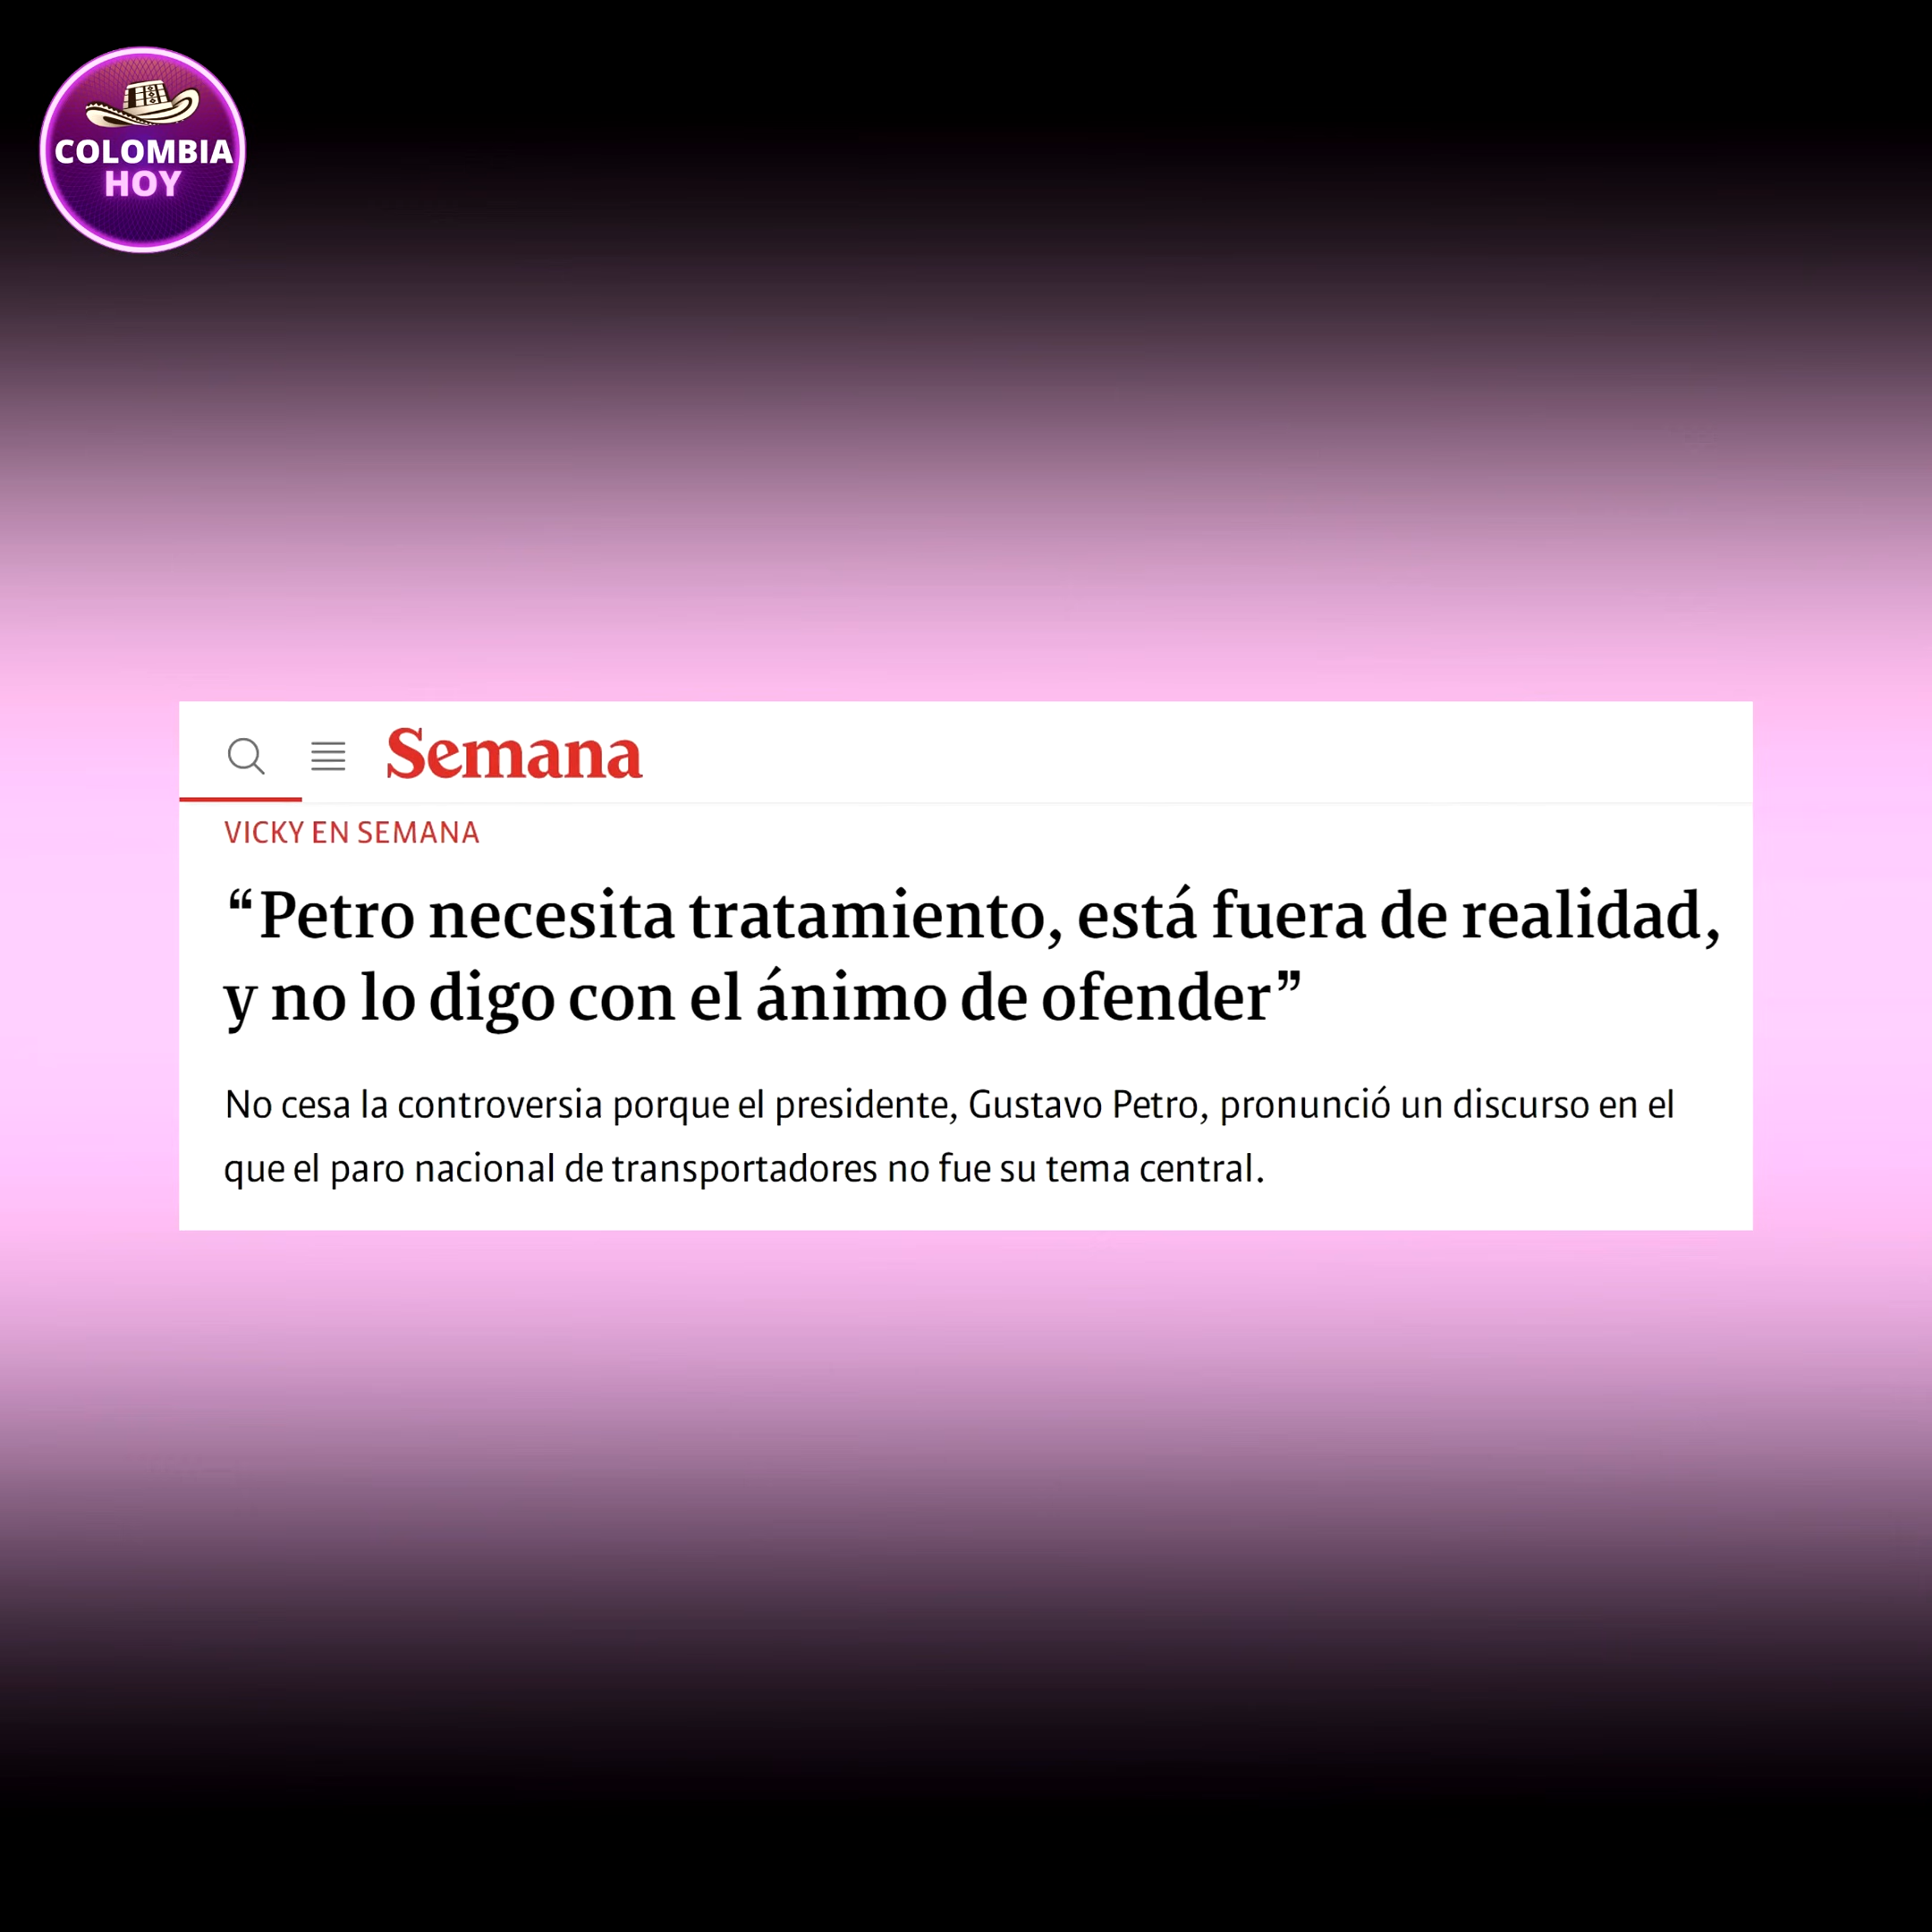 COLOMBIA
HOY
Semana
VICKY EN SEMANA
“Petro necesita tratamiento, está fuera de realidad,
y no lo digo con el ánimo de ofender”
No cesa la controversia porque el presidente, Gustavo Petro, pronunció un discurso en el
que el paro nacional de transportadores no fue su tema central.